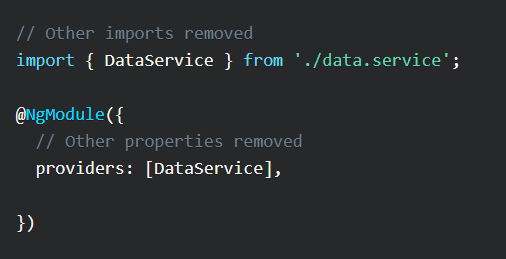 // Other imports removed
import { DataService } from './data.service';
@NgModule({
// Other properties removed
providers: [DataService],
})